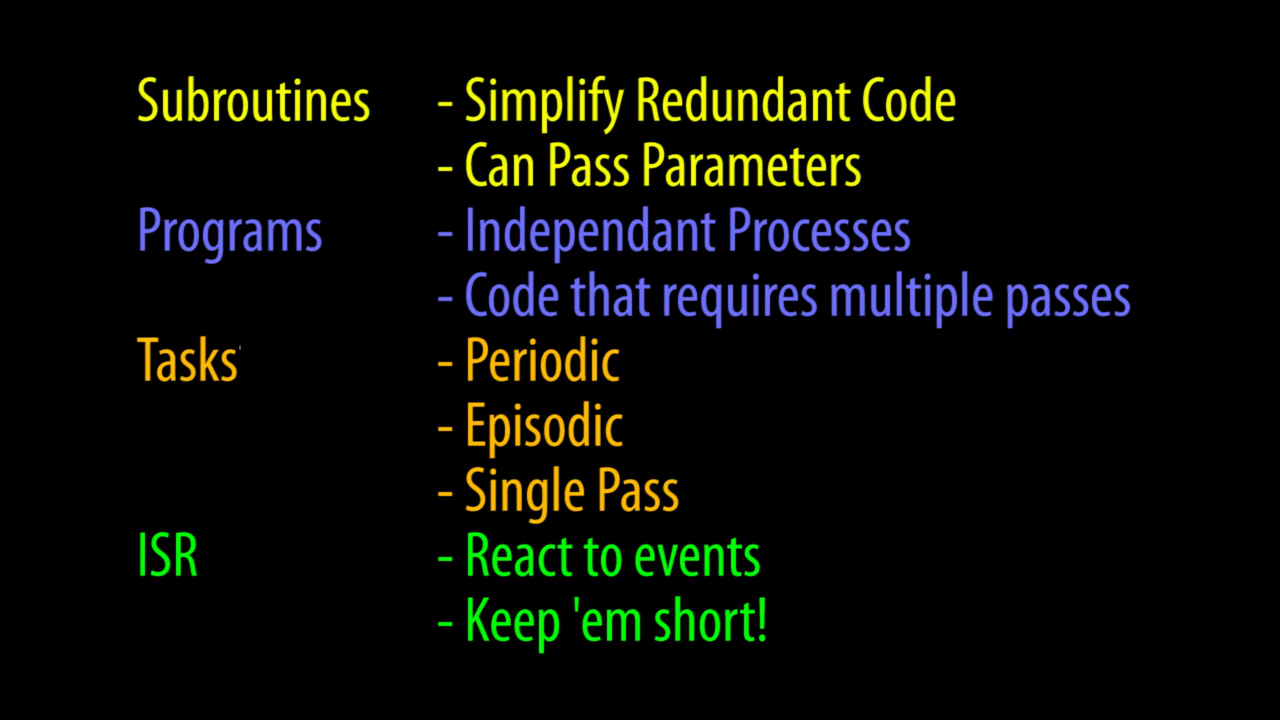 Subroutines - Simplify Redundant Code
- Can Pass Parameters
Programs - Independant Processes
- Code that requires multiple passes
Tasks - Periodic
- Episodic
- Single Pass
ISR - React to events
- Keep 'em short!